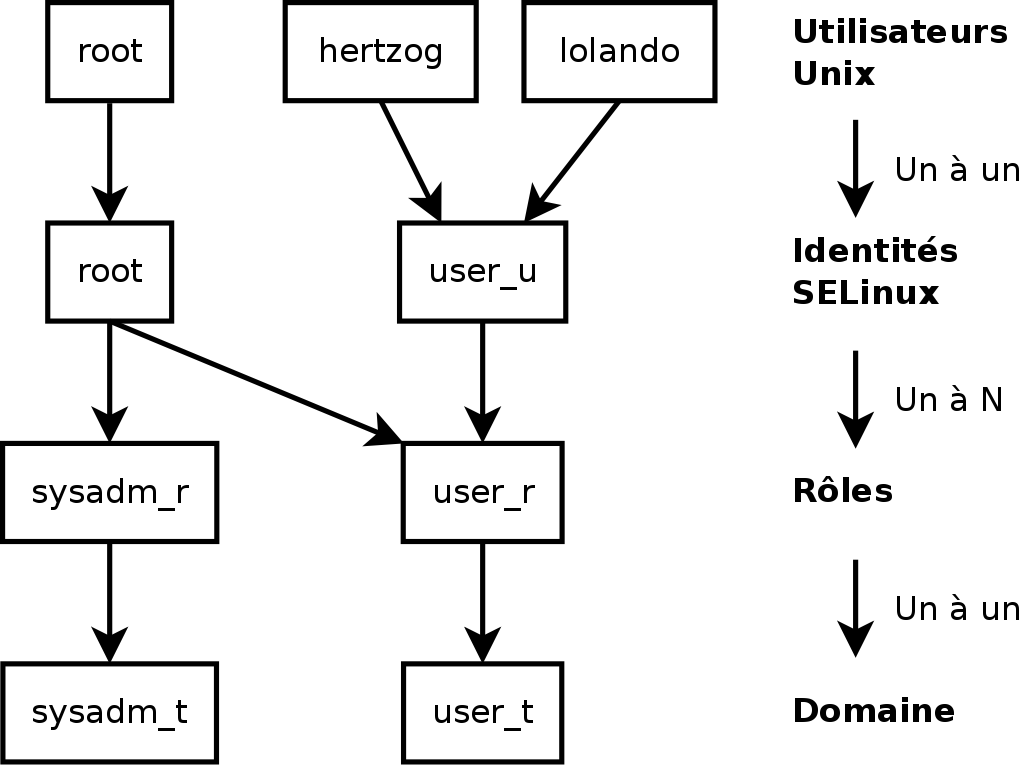 root
hertzog
lolando
Utilisateurs
Unix
Un à un
root
user_u
Identités
SELinux
Un à N
sysadm_r
user_r
Rôles
Un à un
sysadm_t
user_t
Domaine